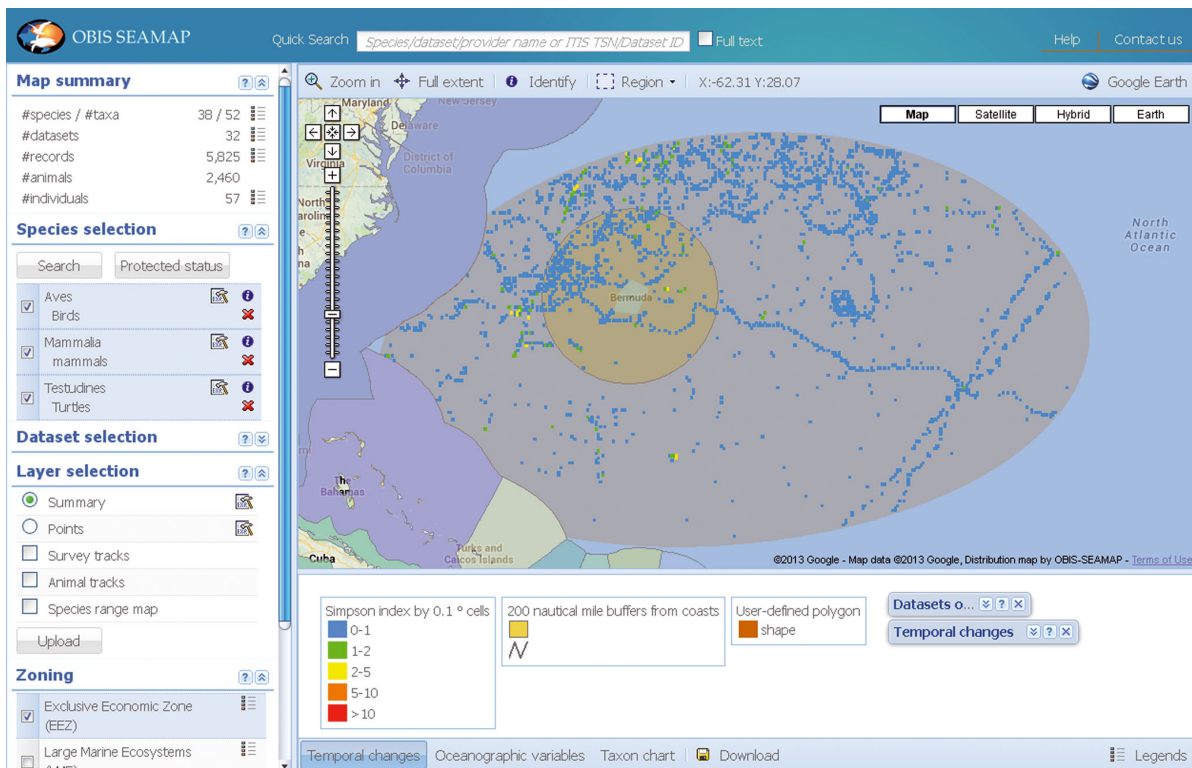 OBIS SEAMAP
Quick Search
Species/dataset/provider name or ITIS TSN/Dataset ID
Full text
Help
Contact us
Map summary
#species / #taxa 38 / 52
#datasets 32
#records 5,825
#animals 2,460
#individuals 57
Species selection
Search
Protected status
Aves
Birds
Mammalia
mammals
Testudines
Turtles
Dataset selection
Layer selection
Summary
Points
Survey tracks
Animal tracks
Species range map
Upload
Zoning
Exclusive Economic Zone
(EEZ)
Large Marine Ecosystems
Zoom in
Full extent
Identify
Region
X:-62.31 Y:28.07
Google Earth
Map
Satellite
Hybrid
Earth
Maryland
New Jersey
Delaware
District of
Columbia
Virginia
North
Bermuda
North
Atlantic
Ocean
The
Bahamas
Cuba
Turks and
Caicos Islands
©2013 Google - Map data ©2013 Google, Distribution map by OBIS-SEAMAP - Terms of Use
Simpson index by 0.1 º cells
0-1
1-2
2-5
5-10
>10
200 nautical mile buffers from coasts
User-defined polygon
shape
Datasets o...
Temporal changes
Temporal changes
Oceanographic variables
Taxon chart
Download
Legends